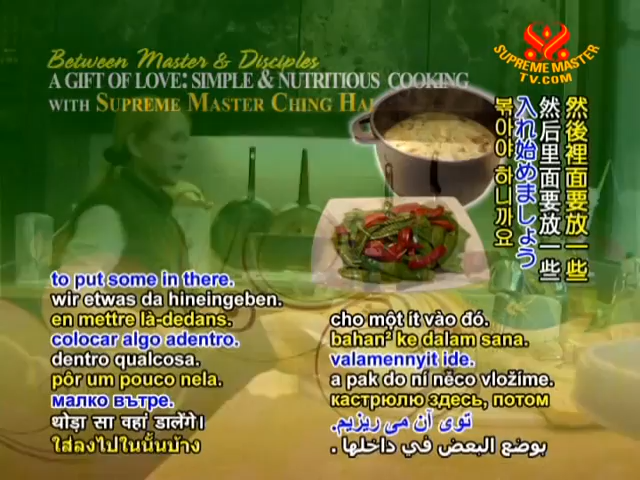 Between Master & Disciples
A GIFT OF LOVE: SIMPLE & NUTRITIOUS COOKING
WITH SUPREME MASTER CHING HAI
SUPREME MASTER
TV.COM
然後裡面要放一些
然后里面要放一些
入れ始めましょう
볶아야 하니까요
to put some in there.
wir etwas da hineingeben.
en mettre là-dedans.
colocar algo adentro.
dentro qualcosa.
pôr um pouco nela.
малко вътре.
थोड़ा सा वहां डालेंगे।
ใส่ลงไปในนั้นบ้าง
cho một ít vào đó.
bahan² ke dalam sana.
valamennyit ide.
a pak do ní něco vložíme.
кастрюлю здесь, потом
توی آن می ریزیم.
بوضع البعض في داخلها .